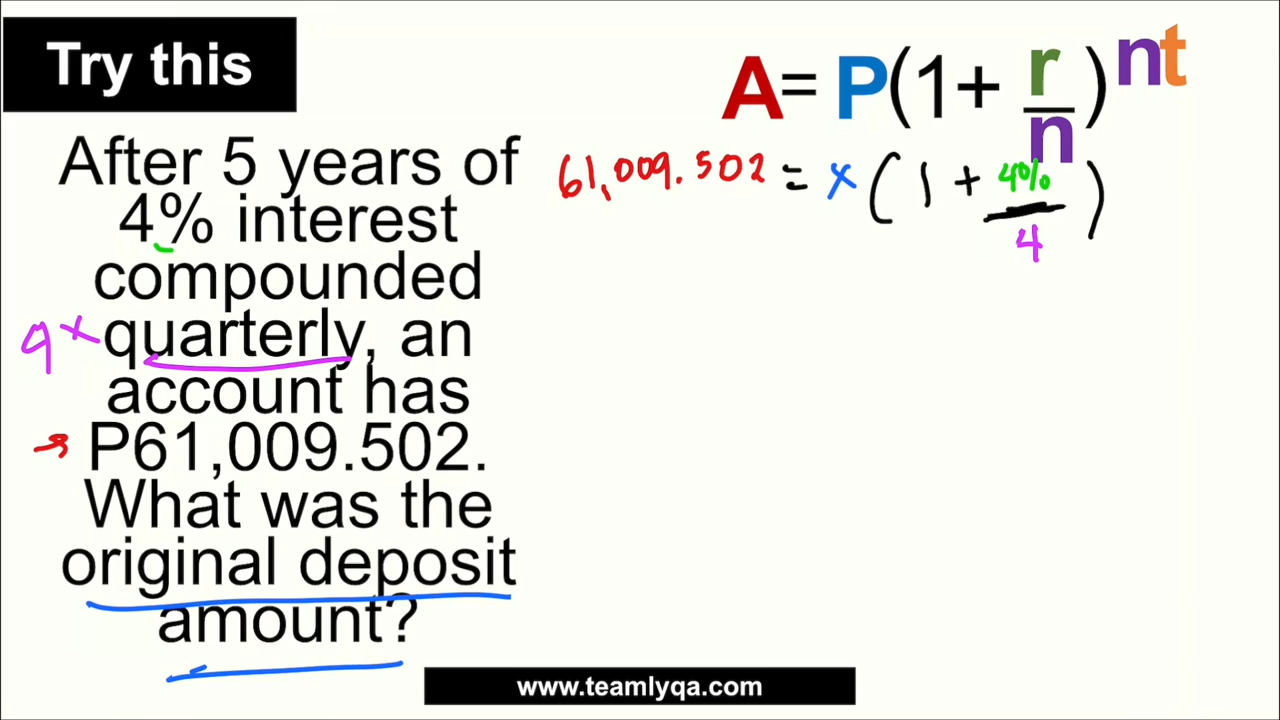 Try this
A = P(1 + r/n)^nt
After 5 years of
4% interest
compounded
4x quarterly, an
account has
P61,009.502.
What was the
original deposit
amount?
61,009.502 = x ( 1 + 4%/4 )
www.teamlyqa.com